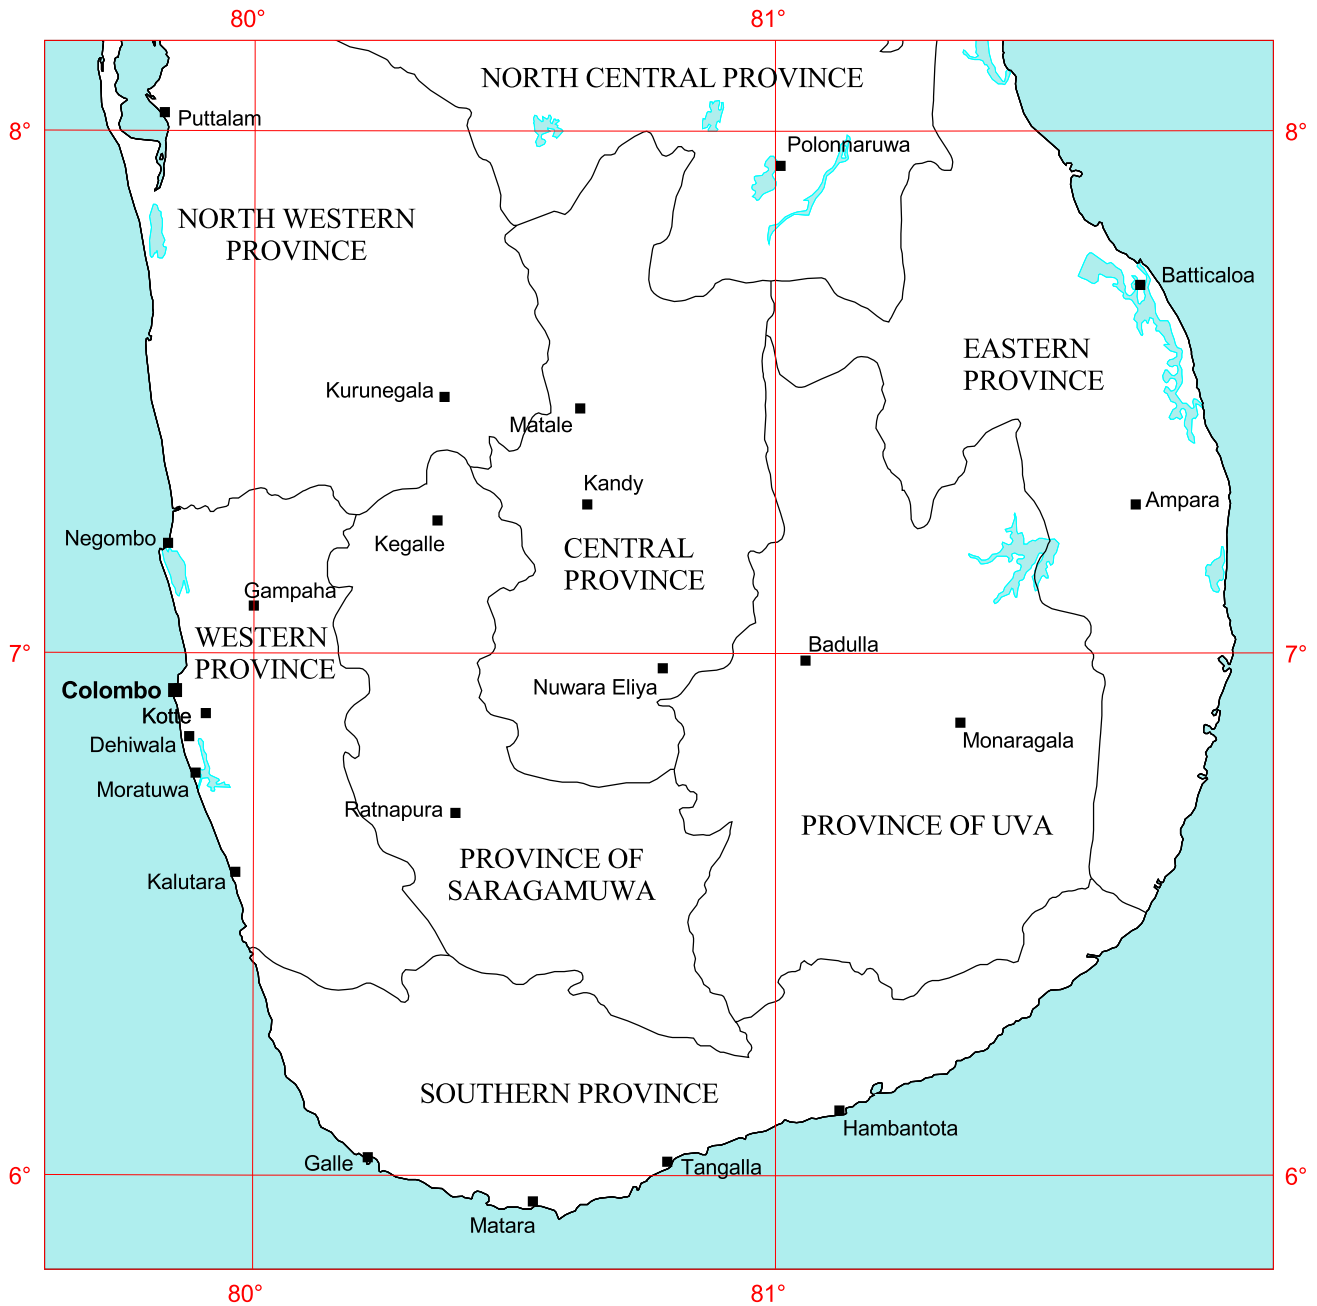 80°
81°
NORTH CENTRAL PROVINCE
Puttalam
8°
8°
Polonnaruwa
NORTH WESTERN
PROVINCE
Batticaloa
EASTERN
PROVINCE
Kurunegala
Matale
Kandy
Ampara
Negombo
Kegalle
CENTRAL
PROVINCE
Gampaha
WESTERN
PROVINCE
7°
7°
Badulla
Nuwara Eliya
Colombo
Kotte
Dehiwala
Monaragala
Moratuwa
Ratnapura
PROVINCE OF UVA
PROVINCE OF
SARAGAMUWA
Kalutara
SOUTHERN PROVINCE
Hambantota
Galle
Tangalla
6°
6°
Matara
80°
81°